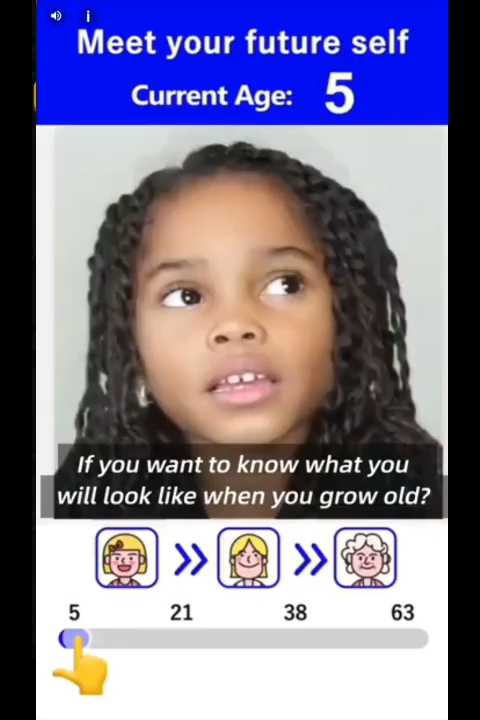 Meet your future self
Current Age: 5
If you want to know what you
will look like when you grow old?
5 21 38 63